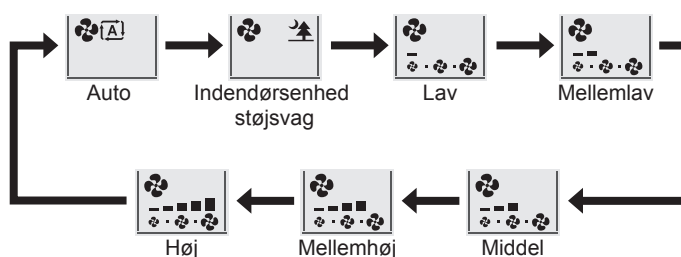 A
Auto
Indendørsenhed
støjsvag
Lav
Mellemlav
Høj
Mellemhøj
Middel